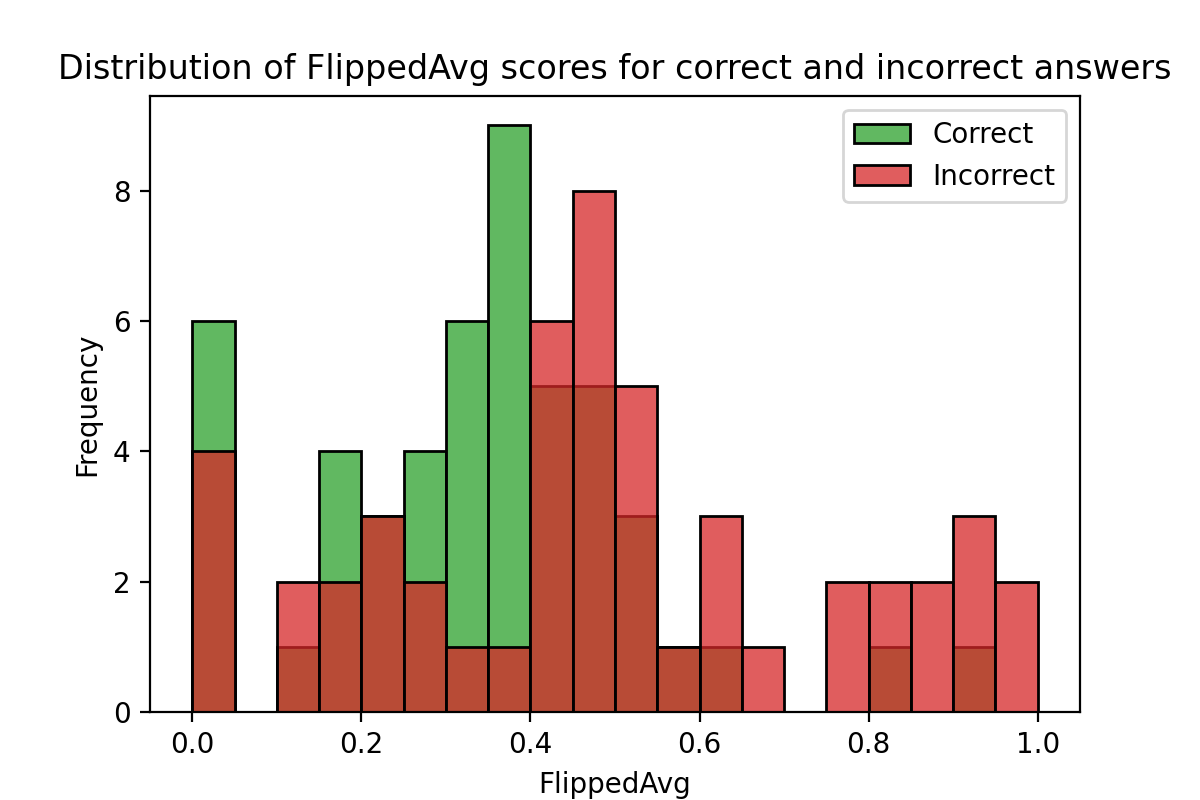 Distribution of FlippedAvg scores for correct and incorrect answers
Correct
Incorrect
8
6
4
2
0
Frequency
0.0 0.2 0.4 0.6 0.8 1.0
FlippedAvg